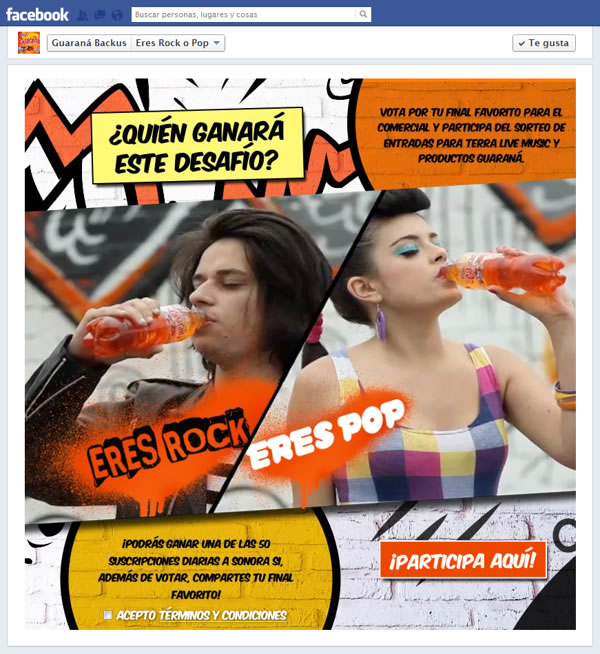 facebook
Buscar personas, lugares y cosas
Guaraná Backus
Eres Rock o Pop
Te gusta
¿QUIÉN GANARÁ
ESTE DESAFÍO?
VOTA POR TU FINAL FAVORITO PARA EL
COMERCIAL Y PARTICIPA DEL SORTEO DE
ENTRADAS PARA TERRA LIVE MUSIC Y
PRODUCTOS GUARANÁ.
ERES ROCK
ERES POP
¡PODRÁS GANAR UNA DE LAS 50
SUSCRIPCIONES DIARIAS A SONORA SI,
ADEMÁS DE VOTAR, COMPARTES TU FINAL
FAVORITO!
ACEPTO TÉRMINOS Y CONDICIONES
¡PARTICIPA AQUÍ!